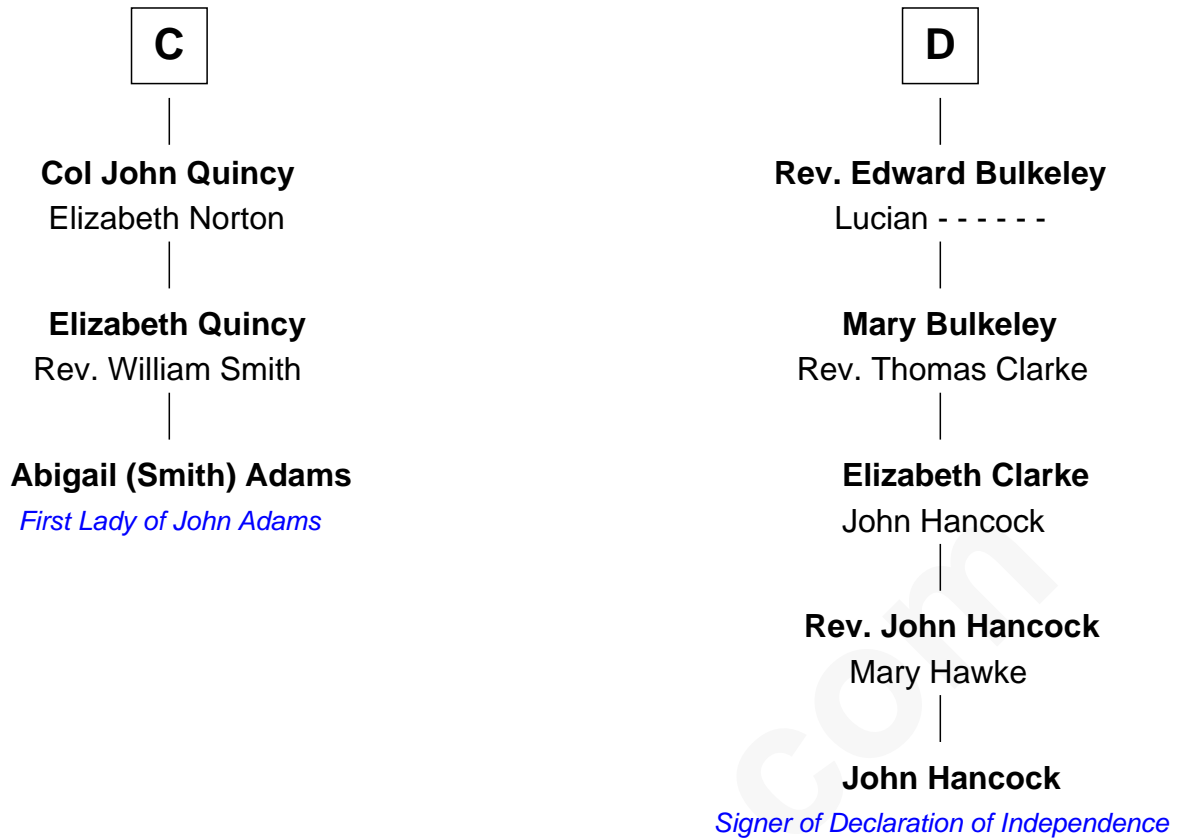 C
Col John Quincy
Elizabeth Norton
Elizabeth Quincy
Rev. William Smith
Abigail (Smith) Adams
First Lady of John Adams
D
Rev. Edward Bulkeley
Lucian - - - - - -
Mary Bulkeley
Rev. Thomas Clarke
Elizabeth Clarke
John Hancock
Rev. John Hancock
Mary Hawke
John Hancock
Signer of Declaration of Independence
com